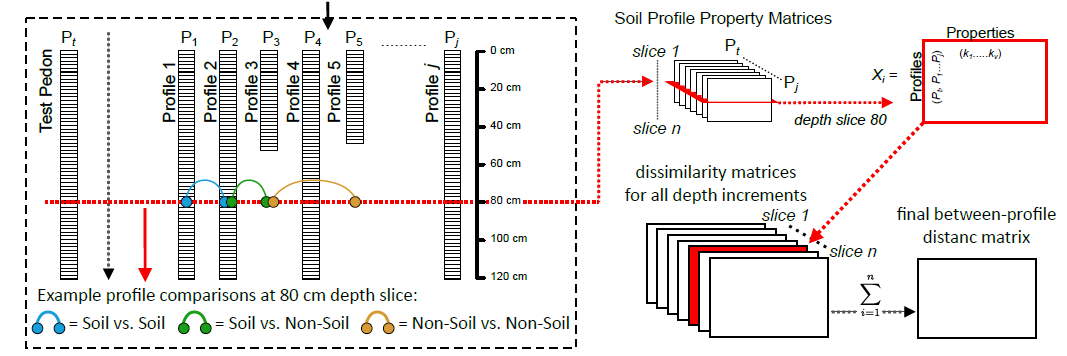 Soil Profile Property Matrices
Pt
P1
P2
P3
P4
P5
..........
Pj
Test Pedon
Profile 1
Profile 2
Profile 3
Profile 4
Profile 5
Profile j
0 cm
20 cm
40 cm
60 cm
80 cm
100 cm
120 cm
Example profile comparisons at 80 cm depth slice:
= Soil vs. Soil
= Soil vs. Non-Soil
= Non-Soil vs. Non-Soil
slice 1
slice n
Pt
Pj
depth slice 80
Xi =
Properties
(k1.....kv)
Profiles
(Pt, P1...Pj)
dissimilarity matrices
for all depth increments
slice 1
slice n
n
∑
i=1
final between-profile
distanc matrix